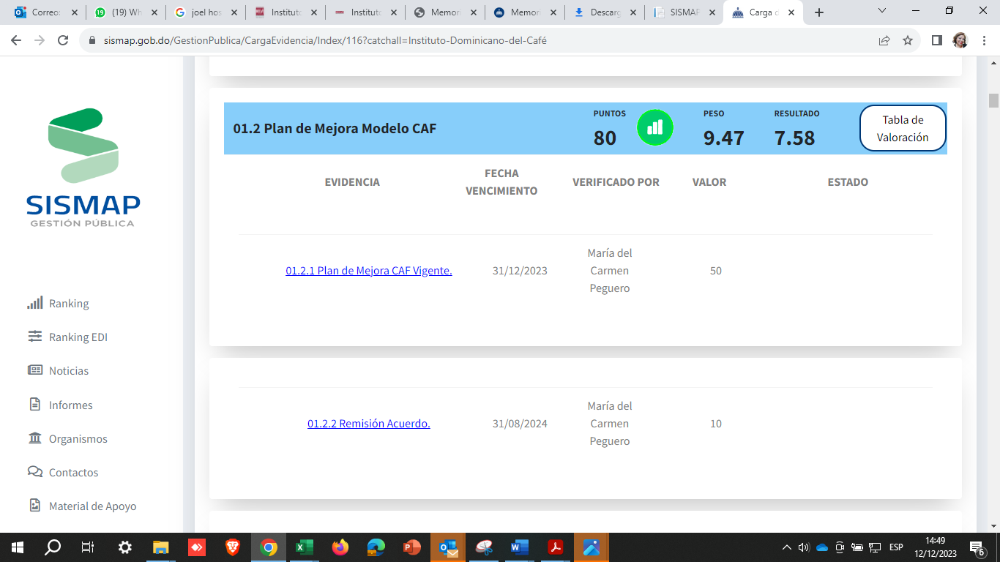 Correo:
(19) Wh
joel hos
Institut
Institut
Memori
Memori
Descarg
SISMAP
Carga d
sismap.gob.do/GestionPublica/CargaEvidencia/Index/116?catchall=Instituto-Dominicano-del-Café
SISMAP
GESTIÓN PÚBLICA
Ranking
Ranking EDI
Noticias
Informes
Organismos
Contactos
Material de Apoyo
01.2 Plan de Mejora Modelo CAF
PUNTOS
80
PESO
9.47
RESULTADO
7.58
Tabla de
Valoración
EVIDENCIA
FECHA
VENCIMIENTO
VERIFICADO POR
VALOR
ESTADO
01.2.1 Plan de Mejora CAF Vigente.
31/12/2023
María del
Carmen
Peguero
50
01.2.2 Remisión Acuerdo.
31/08/2024
María del
Carmen
Peguero
10
ESP
14:49
12/12/2023
6